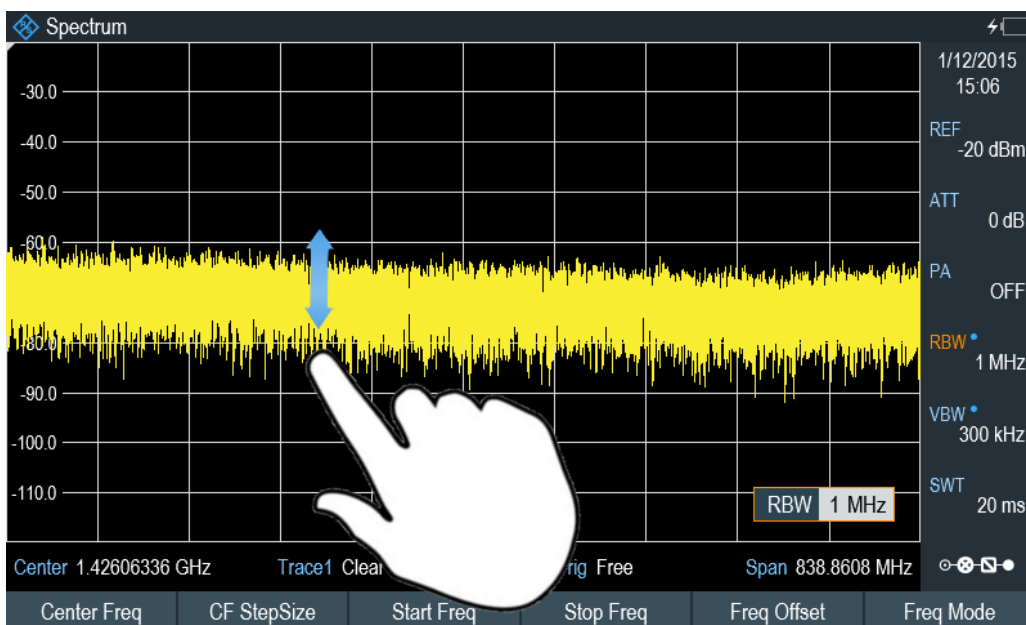 Spectrum
1/12/2015
15:06
-30.0
-40.0
-50.0
-60.0
-80.0
-90.0
-100.0
-110.0
REF
-20 dBm
ATT
0 dB
PA
OFF
RBW
1 MHz
VBW
300 kHz
SWT
20 ms
RBW 1 MHz
Center 1.42606336 GHz Trace1 Clear rig Free Span 838.8608 MHz
Center Freq CF StepSize Start Freq Stop Freq Freq Offset Freq Mode